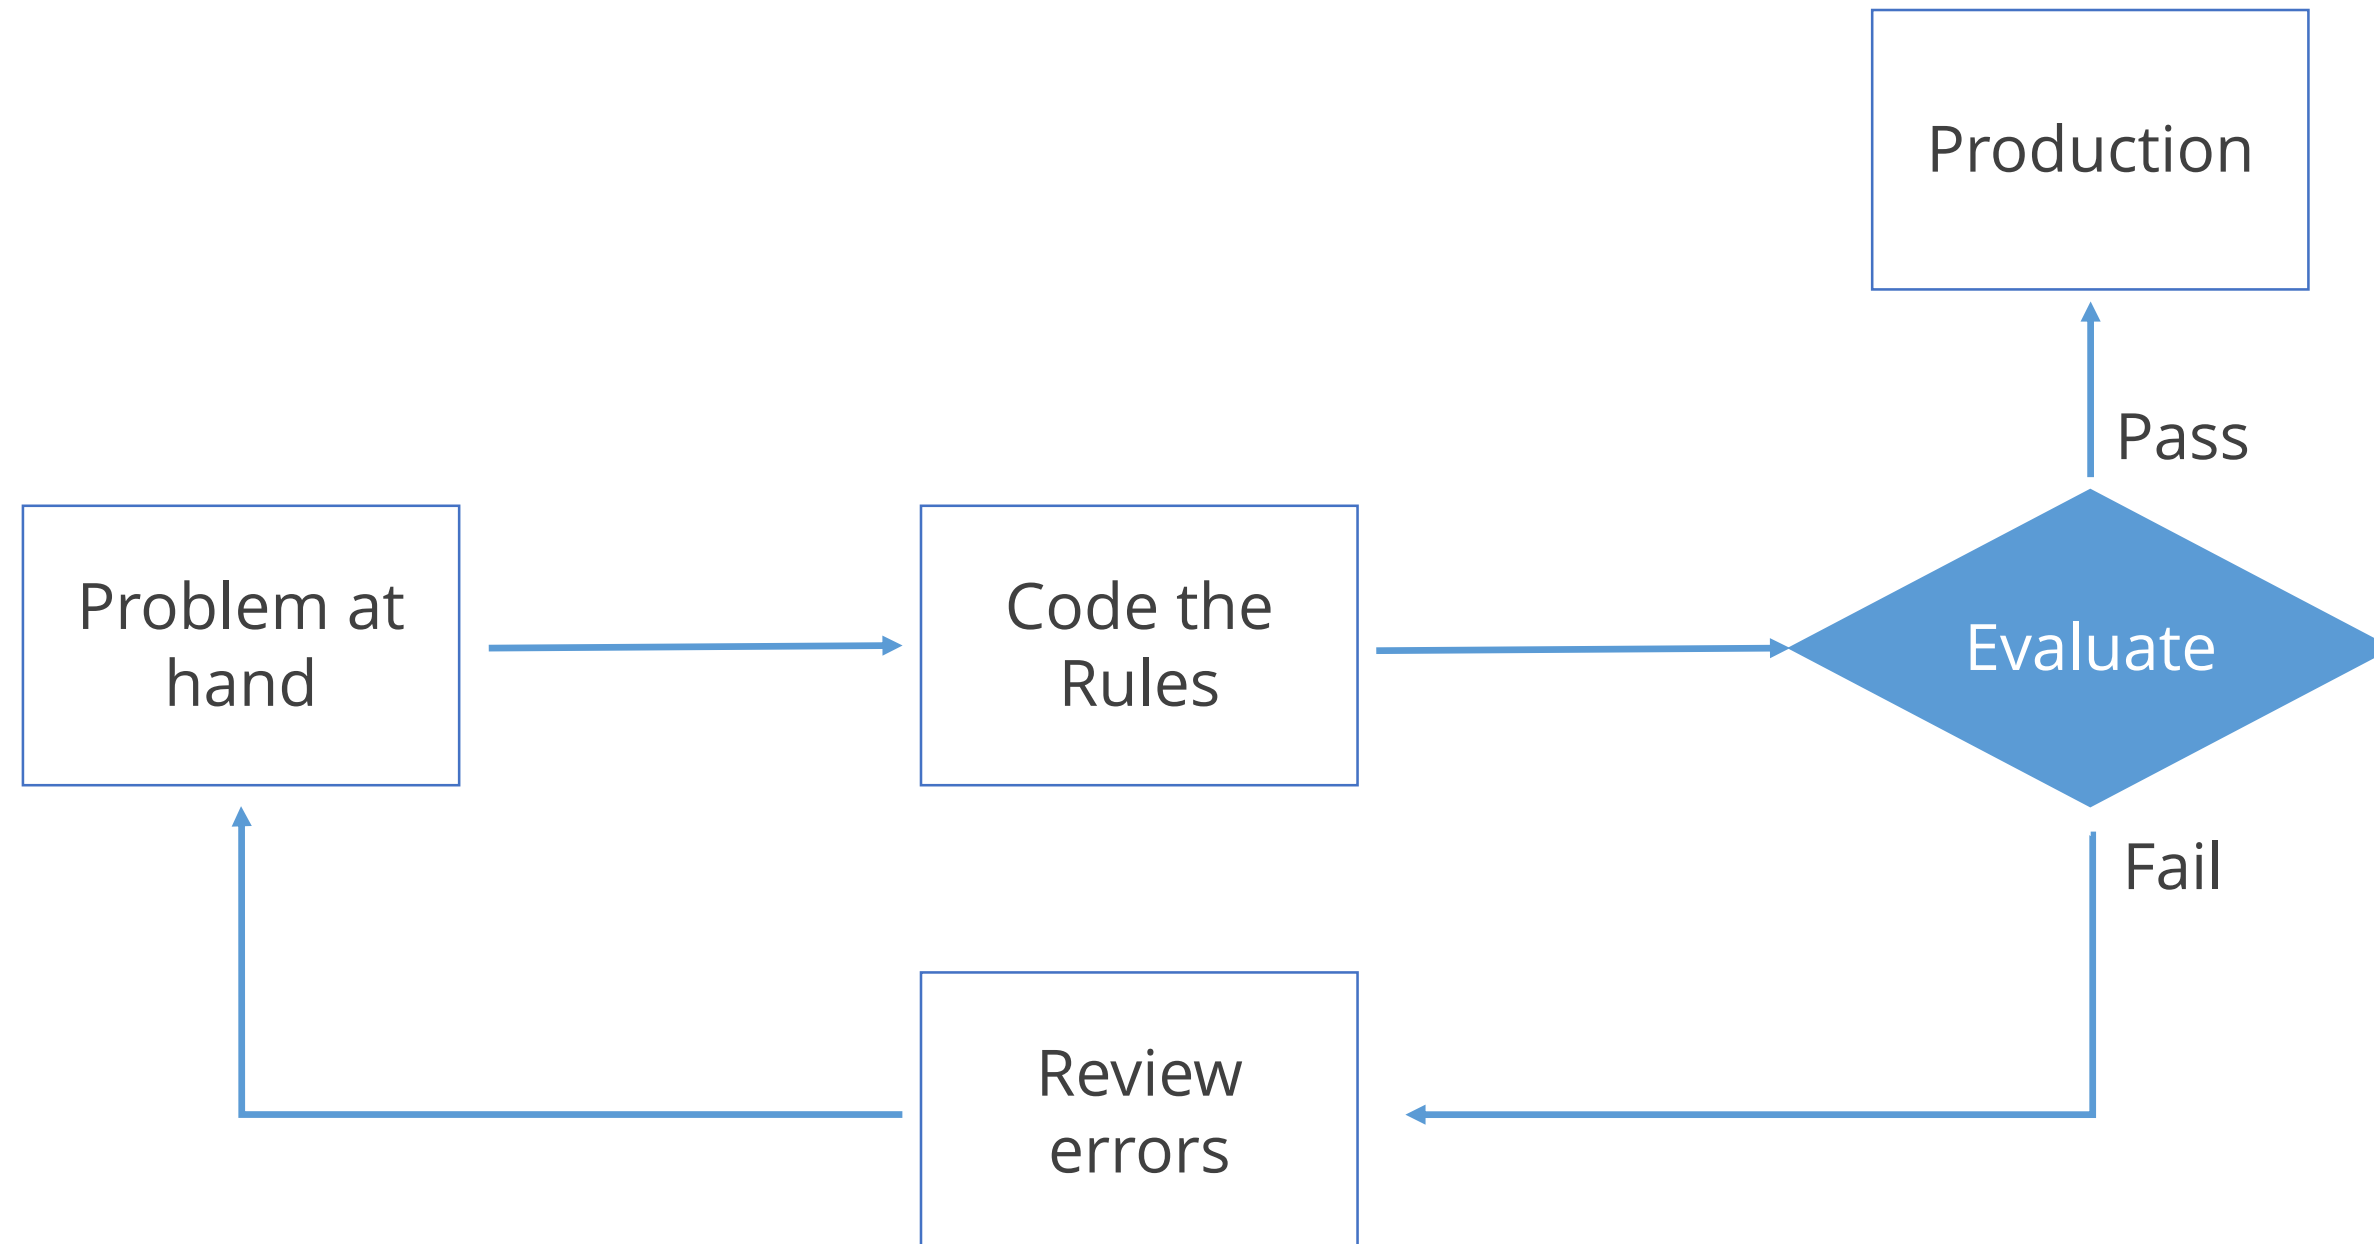 Production
Pass
Problem at
hand
Code the
Rules
Evaluate
Fail
Review
errors